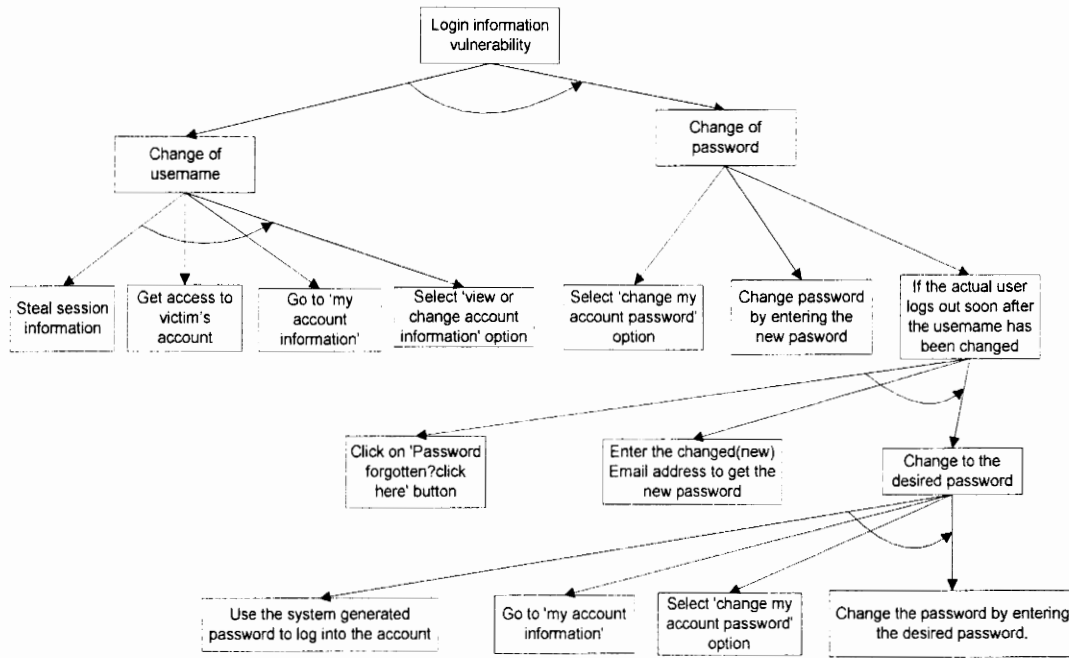 Login information
vulnerability
Change of
username
Change of
password
Steal session
information
Get access to
victim's
account
Go to 'my
account
information'
Select 'view or
change account
information' option
Select 'change my
account password'
option
Change password
by entering the
new pasword
If the actual user
logs out soon after
the username has
been changed
Click on 'Password
forgotten?click
here' button
Enter the changed(new)
Email address to get the
new password
Change to the
desired password
Use the system generated
password to log into the account
Go to 'my account
information'
Select 'change my
account password'
option
Change the password by entering
the desired password.